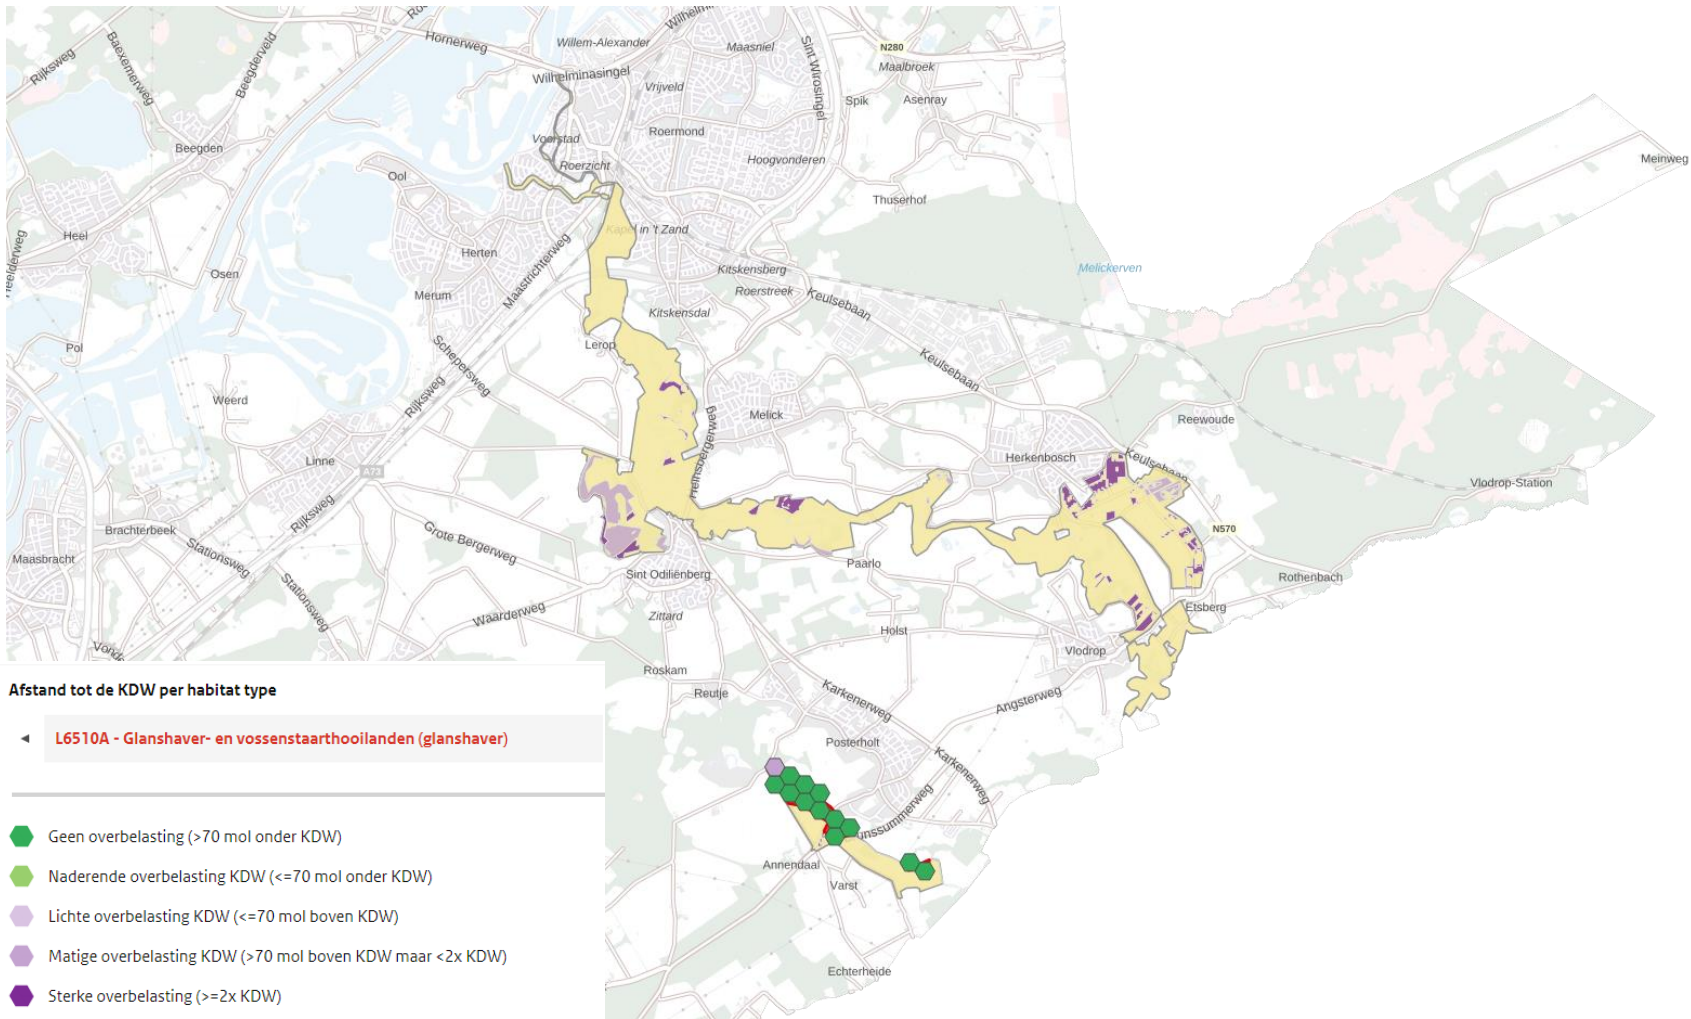 Hornerweg
Wilhelmin
Willem-Alexander
Maasniel
N280
Rijksweg
Baexemerweg
Beegderveld
Wilhelminasingel
Sint Wirosingel
Maalbroek
Vrijveld
Spik
Asenray
Voorstad
Roermond
Beegden
Roerzicht
Hoogvonderen
Meinweg
Ool
Thuserhof
Heel
Kapel in 't Zand
Heelderweg
Herten
Maastrichterweg
Osen
Kitskensberg
Melickerven
Merum
Roerstreek
Keulsebaan
Kitskensdal
Pol
Lerop
Schepersweg
Keulsebaan
Rijksweg
Weerd
Melick
Reewoude
Heinsbergerweg
Linne
A73
Herkenbosch
Keulsebaan
Vlodrop-Station
Rijksweg
Brachterbeek
Grote Bergerweg
N570
Stationsweg
Maasbracht
Paarlo
Sint Odiliënberg
Rothenbach
Stationsweg
Waarderweg
Zittard
Etsberg
Holst
Vonde
Vlodrop
Roskam
Reutje
Karkenerweg
Angsterweg
Posterholt
Karkenerweg
unssummerweg
Annendaal
Varst
Echterheide
Afstand tot de KDW per habitat type
L6510A - Glanshaver- en vossenstaarthooilanden (glanshaver)
Geen overbelasting (>70 mol onder KDW)
Naderende overbelasting KDW (<=70 mol onder KDW)
Lichte overbelasting KDW (<=70 mol boven KDW)
Matige overbelasting KDW (>70 mol boven KDW maar <2x KDW)
Sterke overbelasting (>=2x KDW)